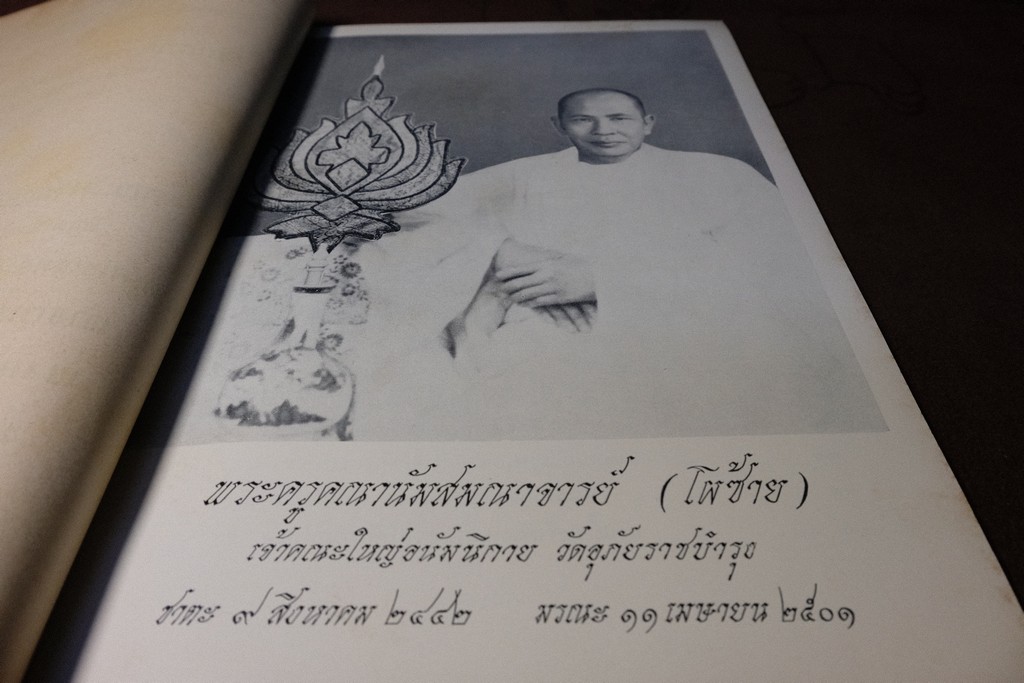 พระครูคณานัมสมณาจารย์ (โผซ้าย)
เจ้าคณะใหญ่อนัมนิกาย วัดอุภัยราชบำรุง
ชาตะ ๙ สิงหาคม ๒๔๔๒ มรณะ ๑๑ เมษายน ๒๕๐๑